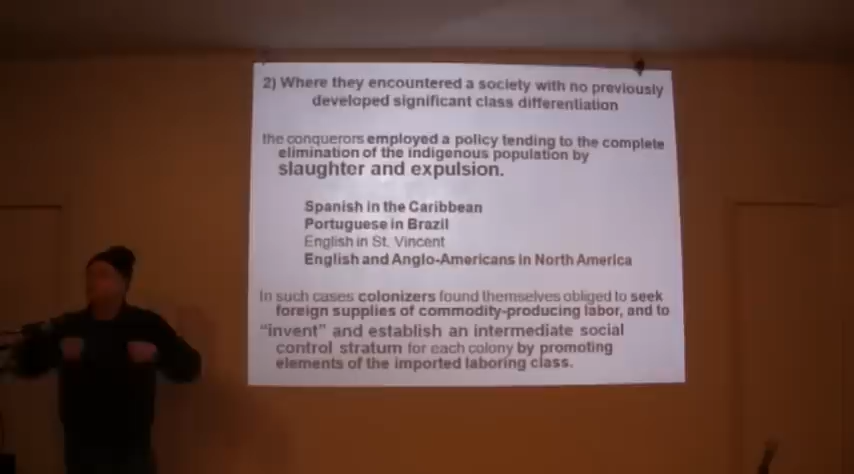 2) Where they encountered a society with no previously
developed significant class differentiation
the conquerors employed a policy tending to the complete
elimination of the indigenous population by
slaughter and expulsion.
Spanish in the Caribbean
Portuguese in Brazil
English in St. Vincent
English and Anglo-Americans in North America
In such cases colonizers found themselves obliged to seek
foreign supplies of commodity-producing labor, and to
“invent” and establish an intermediate social
control stratum for each colony by promoting
elements of the imported laboring class.